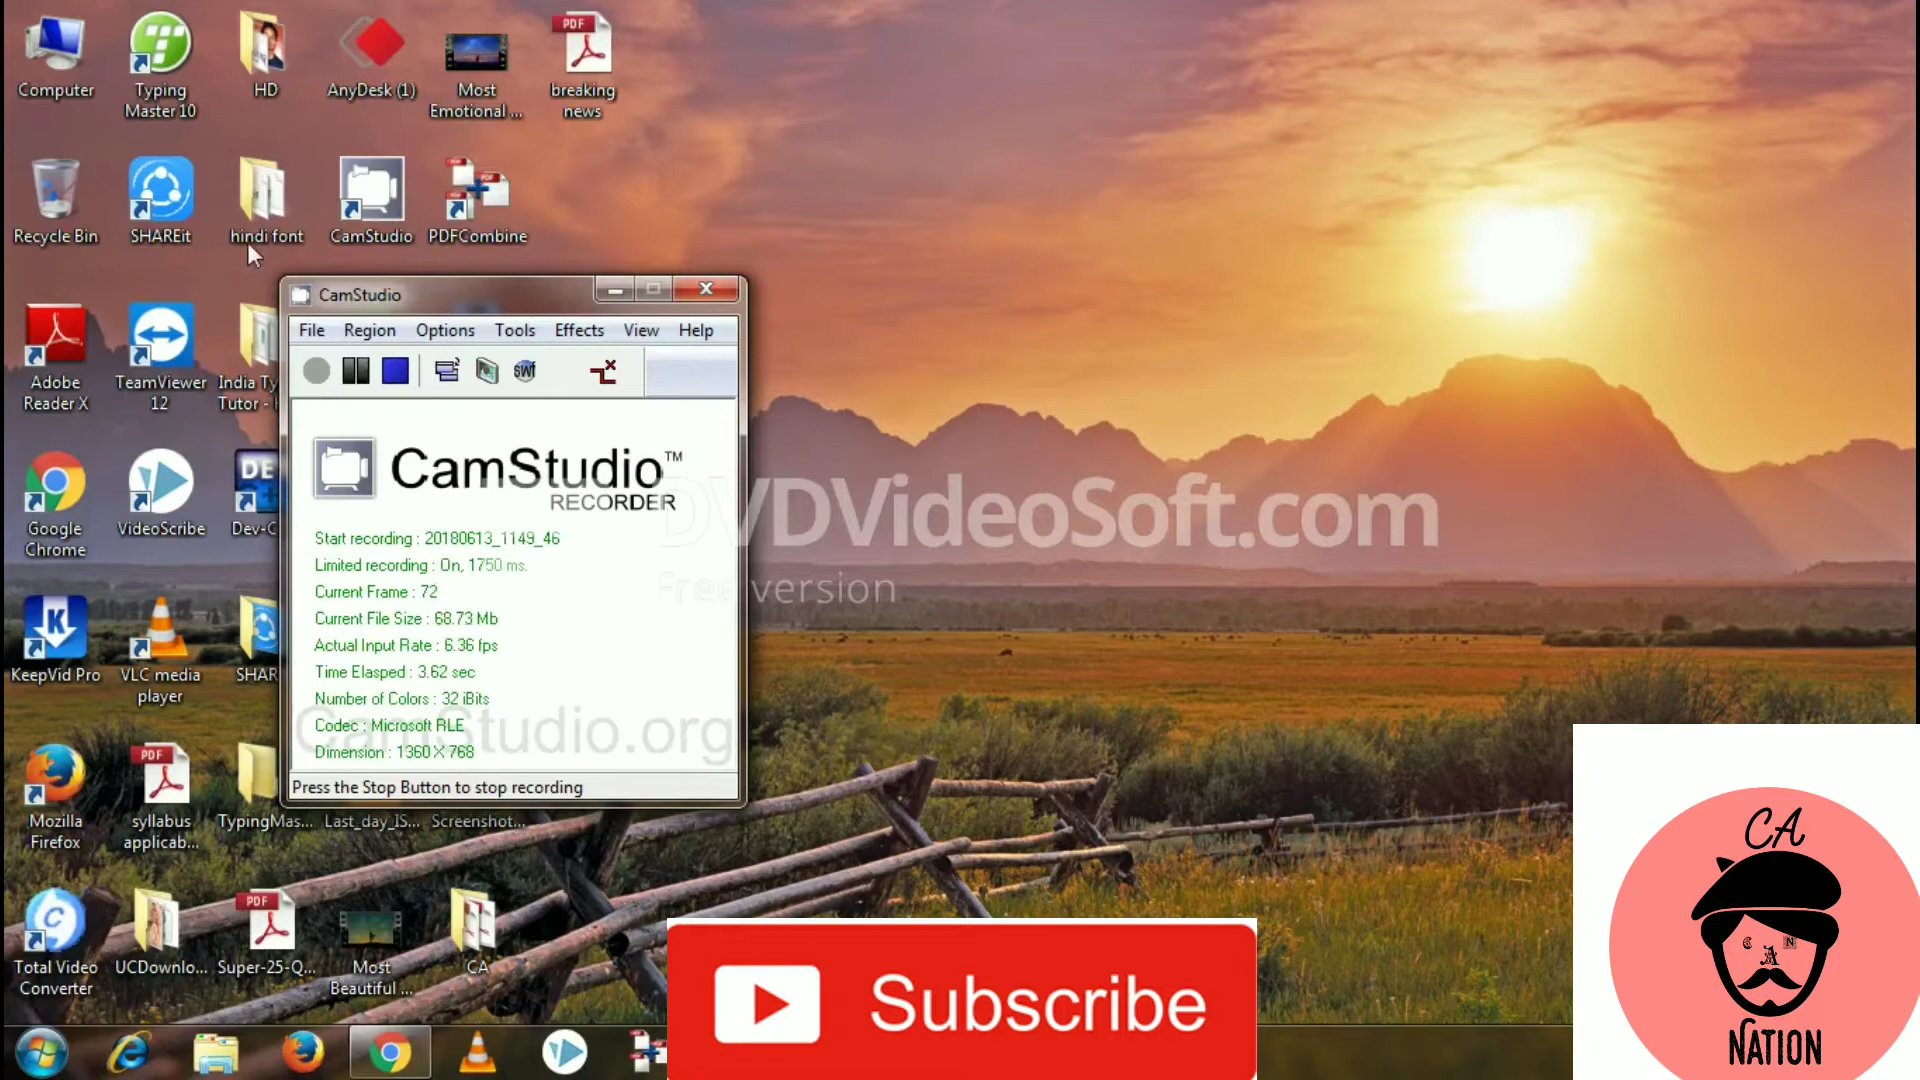 Computer
Typing
Master 10
HD
AnyDesk (1)
Most
Emotional ...
PDF
breaking
news
Recycle Bin
SHAREit
hindi font
CamStudio
PDFCombine
Adobe
Reader X
TeamViewer
12
India Ty
Tutor -
Google
Chrome
VideoScribe
DE
Dev-C
KeepVid Pro
VLC media
player
SHAR
Mozilla
Firefox
PDF
syllabus
applicab...
TypingMas...
Last_day_IS...
Screenshot...
Total Video
Converter
UCDownlo...
PDF
Super-25-Q...
Most
Beautiful ...
CA
CamStudio
File Region Options Tools Effects View Help
SWf
CamStudio™
RECORDER
Start recording : 20180613_1149_46
Limited recording : On, 1750 ms.
Current Frame : 72
Current File Size : 68.73 Mb
Actual Input Rate : 6.36 fps
Time Elasped : 3.62 sec
Number of Colors : 32 iBits
Codec : Microsoft RLE
Dimension : 1360 X 768
CamStudio.org
Press the Stop Button to stop recording
DVDVideoSoft.com
Free version
Subscribe
CA
C A N
NATION